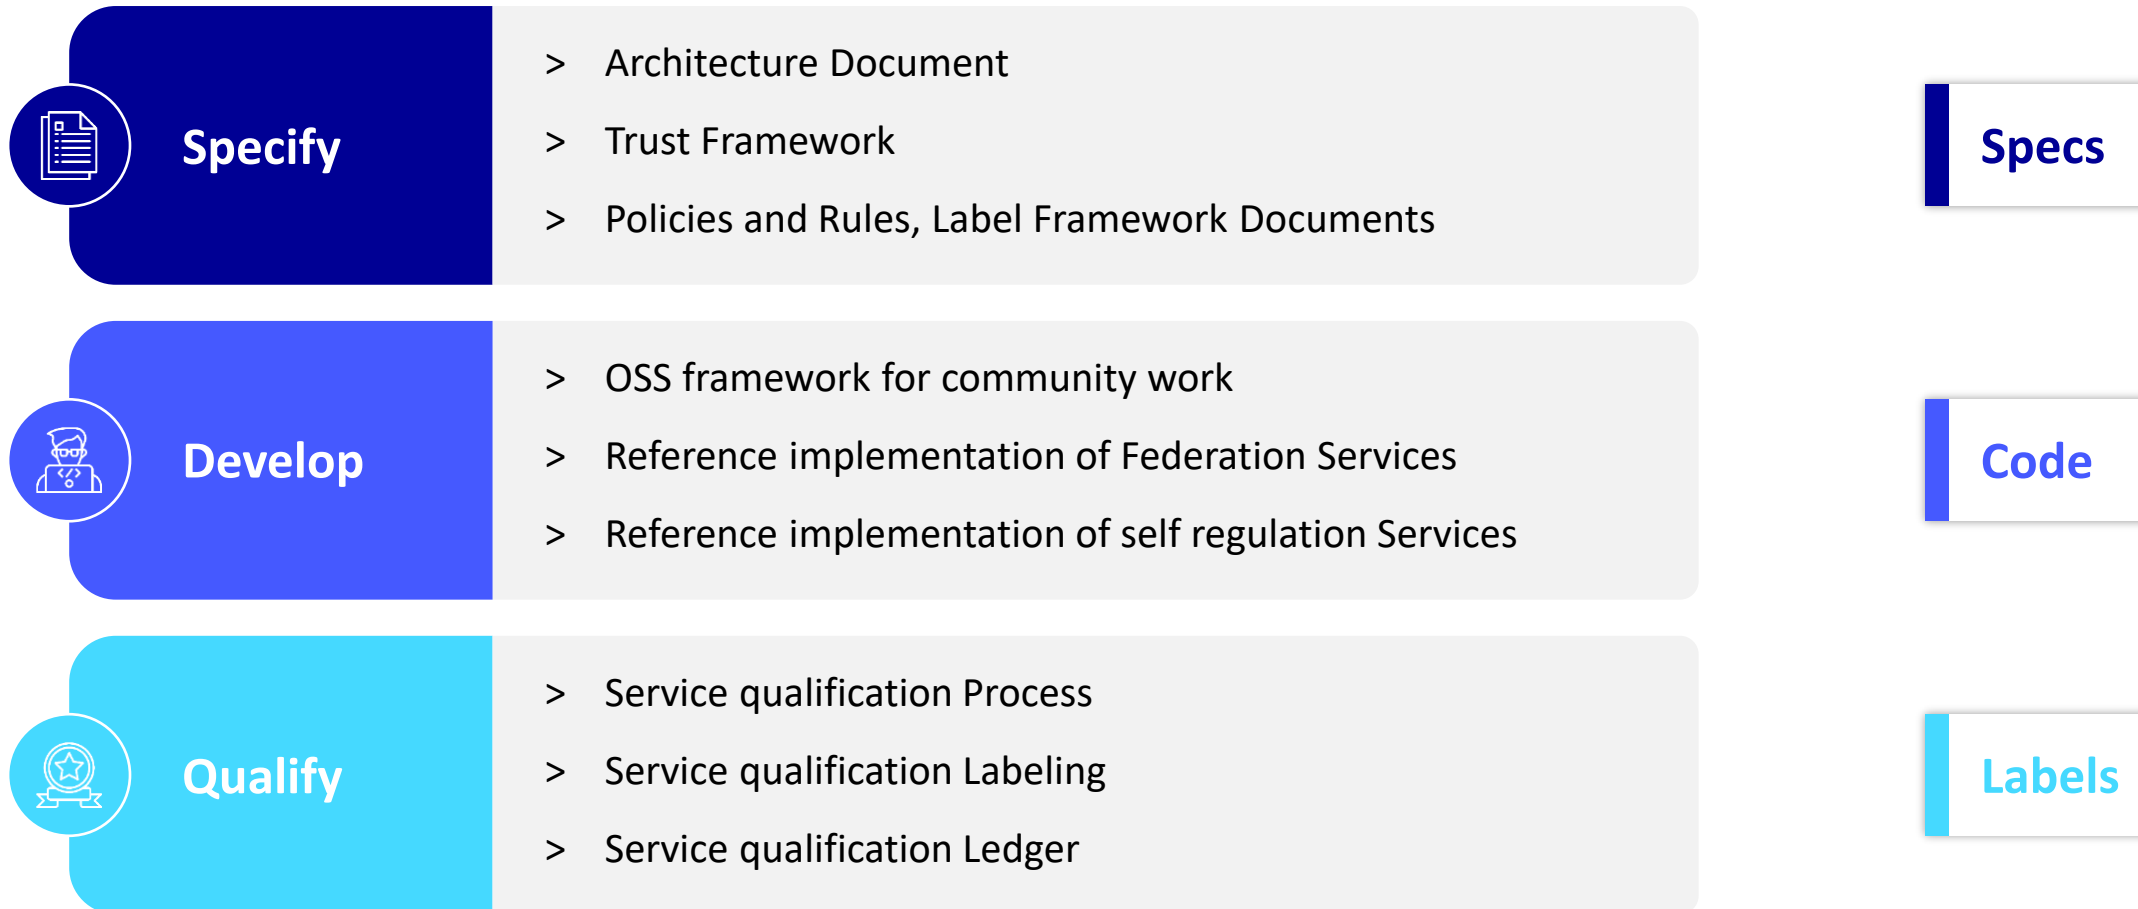 Specify
> Architecture Document
> Trust Framework
> Policies and Rules, Label Framework Documents
Specs
Develop
> OSS framework for community work
> Reference implementation of Federation Services
> Reference implementation of self regulation Services
Code
Qualify
> Service qualification Process
> Service qualification Labeling
> Service qualification Ledger
Labels